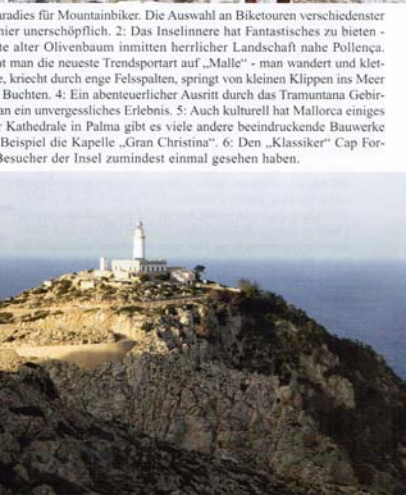 radies für Mountainbiker. Die Auswahl an Biketouren verschiedenster
hier unerschöpflich. 2: Das Inselinnere hat Fantastisches zu bieten -
te alter Olivenbaum inmitten herrlicher Landschaft nahe Pollença.
nt man die neueste Trendsportart auf „Malle“ - man wandert und klet-
e, kriecht durch enge Felsspalten, springt von kleinen Klippen ins Meer
Buchten. 4: Ein abenteuerlicher Ausritt durch das Tramuntana Gebir-
an ein unvergessliches Erlebnis. 5: Auch kulturell hat Mallorca einiges
r Kathedrale in Palma gibt es viele andere beeindruckende Bauwerke
Beispiel die Kapelle „Gran Christina“. 6: Den „Klassiker“ Cap For-
Besucher der Insel zumindest einmal gesehen haben.